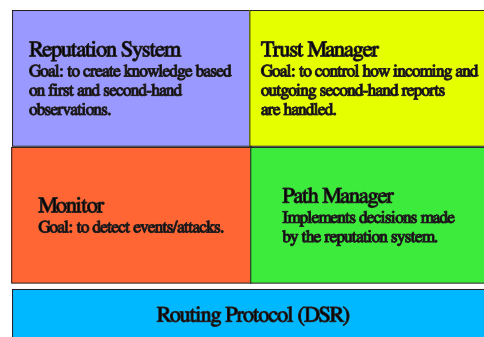 Reputation System
Goal: to create knowledge based
on first and second-hand
observations.
Trust Manager
Goal: to control how incoming and
outgoing second-hand reports
are handled.
Monitor
Goal: to detect events/attacks.
Path Manager
Implements decisions made
by the reputation system.
Routing Protocol (DSR)